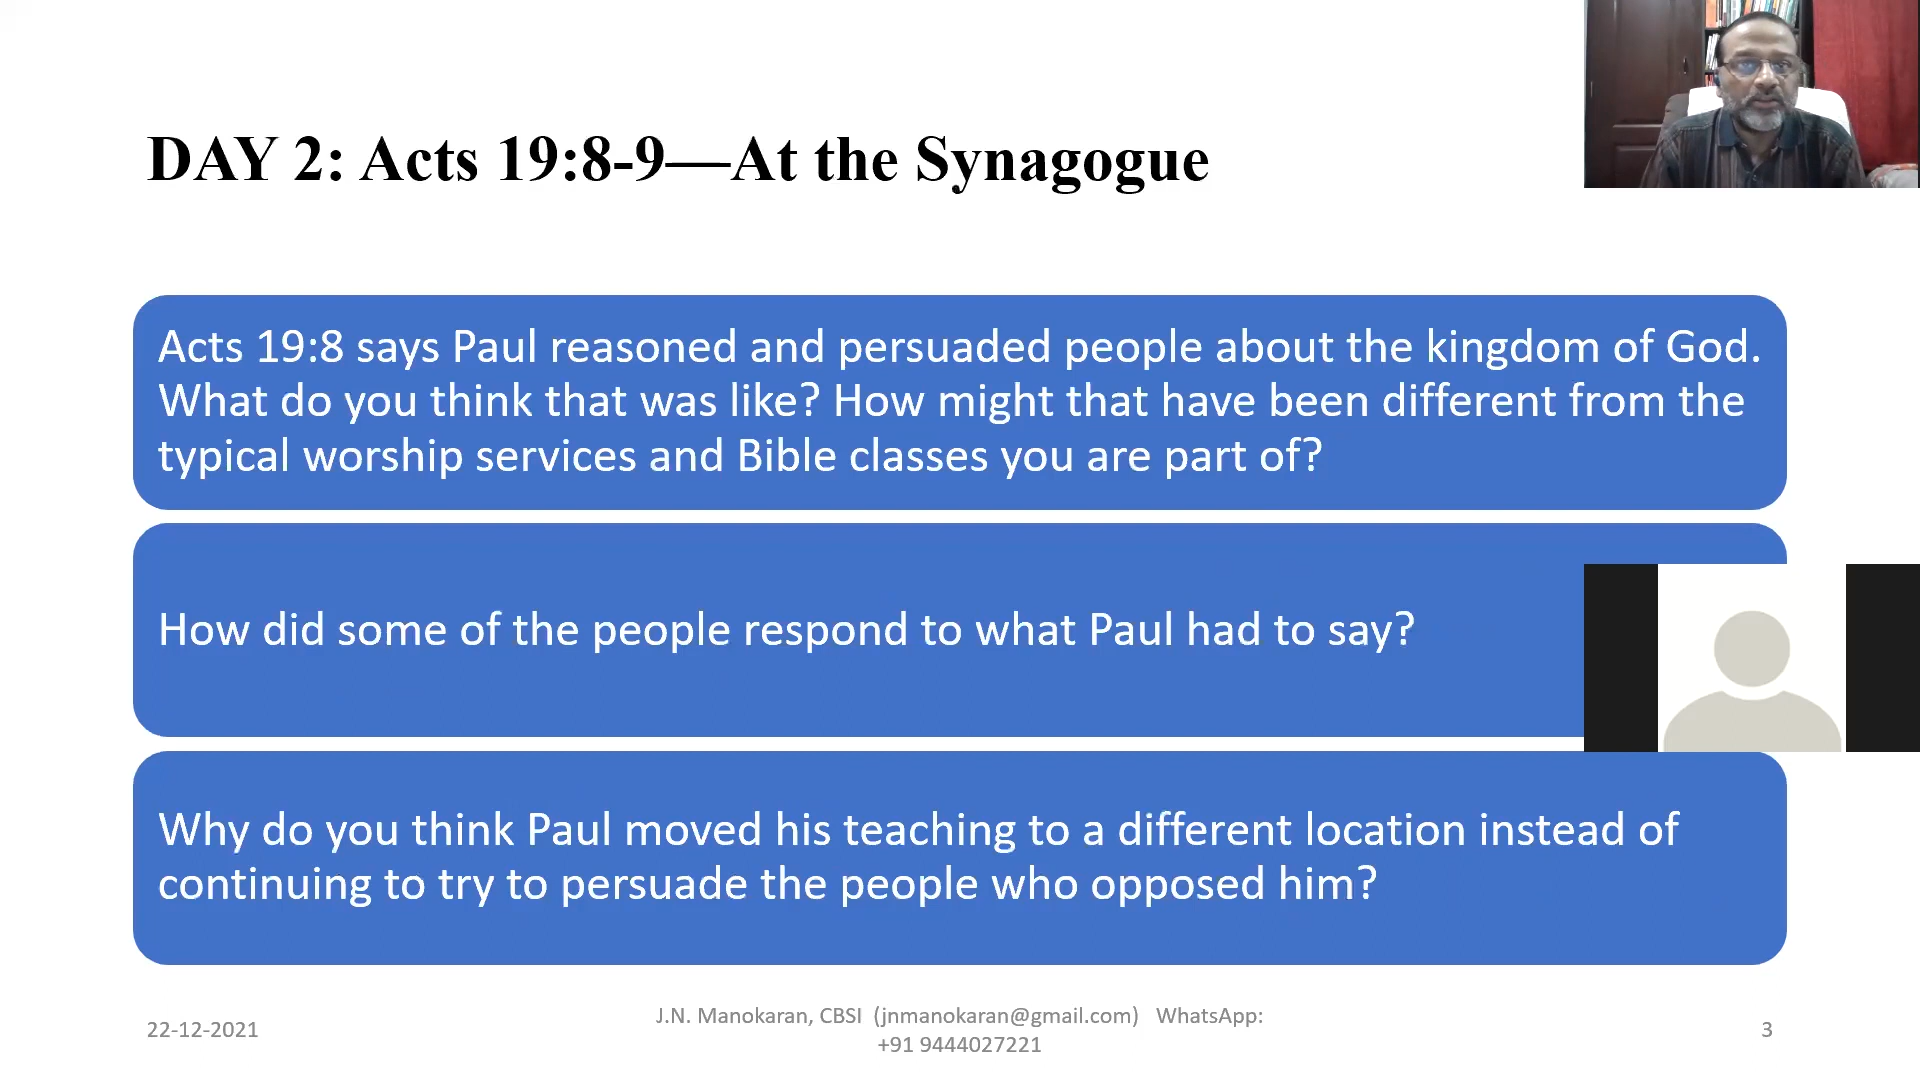 DAY 2: Acts 19:8-9—At the Synagogue
Acts 19:8 says Paul reasoned and persuaded people about the kingdom of God.
What do you think that was like? How might that have been different from the
typical worship services and Bible classes you are part of?
How did some of the people respond to what Paul had to say?
Why do you think Paul moved his teaching to a different location instead of
continuing to try to persuade the people who opposed him?
22-12-2021
J.N. Manokaran, CBSI (jnmanokaran@gmail.com) WhatsApp:
+91 9444027221
3